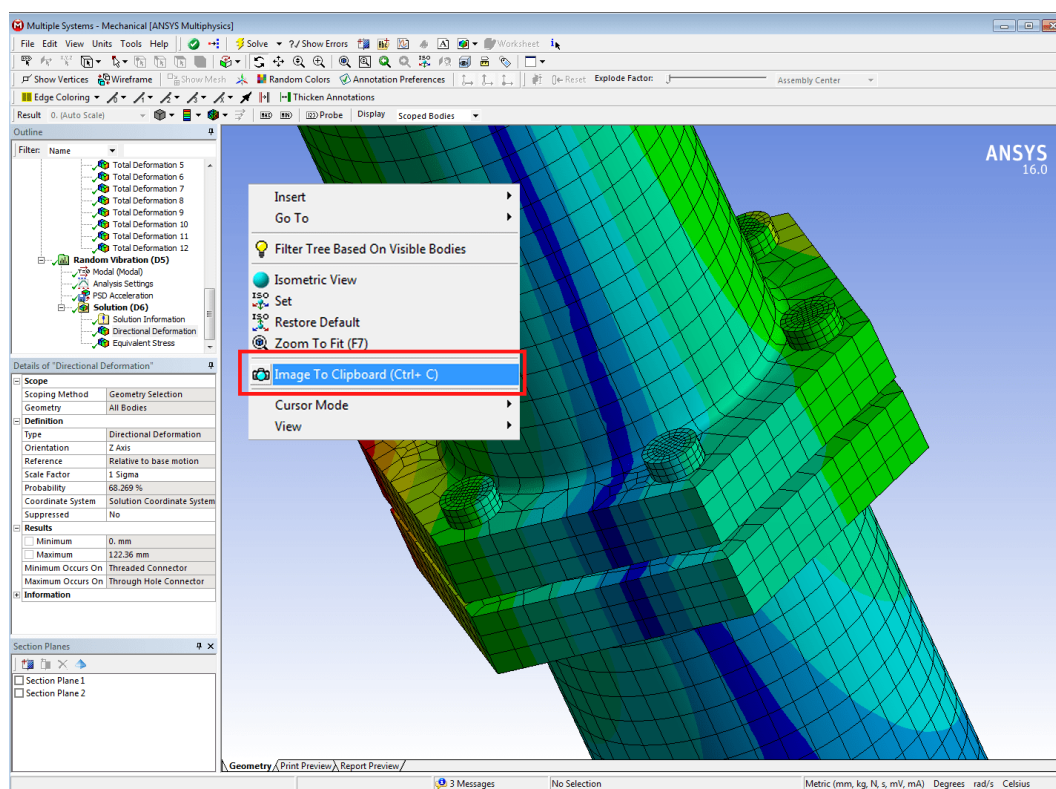 Multiple Systems - Mechanical [ANSYS Multiphysics]
File Edit View Units Tools Help Solve ?/ Show Errors Worksheet
Show Vertices Wireframe Show Mesh Random Colors Annotation Preferences Reset Explode Factor: Assembly Center
Edge Coloring Thicken Annotations
Result 0. (Auto Scale) Probe Display Scoped Bodies
Outline
Filter: Name
Total Deformation 5
Total Deformation 6
Total Deformation 7
Total Deformation 8
Total Deformation 9
Total Deformation 10
Total Deformation 11
Total Deformation 12
Random Vibration (D5)
Modal (Modal)
Analysis Settings
PSD Acceleration
Solution (D6)
Solution Information
Directional Deformation
Equivalent Stress
Details of "Directional Deformation"
Scope
Scoping Method Geometry Selection
Geometry All Bodies
Definition
Type Directional Deformation
Orientation Z Axis
Reference Relative to base motion
Scale Factor 1 Sigma
Probability 68.269 %
Coordinate System Solution Coordinate System
Suppressed No
Results
Minimum 0. mm
Maximum 122.36 mm
Minimum Occurs On Threaded Connector
Maximum Occurs On Through Hole Connector
Information
Section Planes
Section Plane 1
Section Plane 2
Insert
Go To
Filter Tree Based On Visible Bodies
Isometric View
ISO Set
ISO Restore Default
Zoom To Fit (F7)
Image To Clipboard (Ctrl+ C)
Cursor Mode
View
ANSYS
16.0
Geometry Print Preview Report Preview
3 Messages No Selection Metric (mm, kg, N, s, mV, mA) Degrees rad/s Celsius